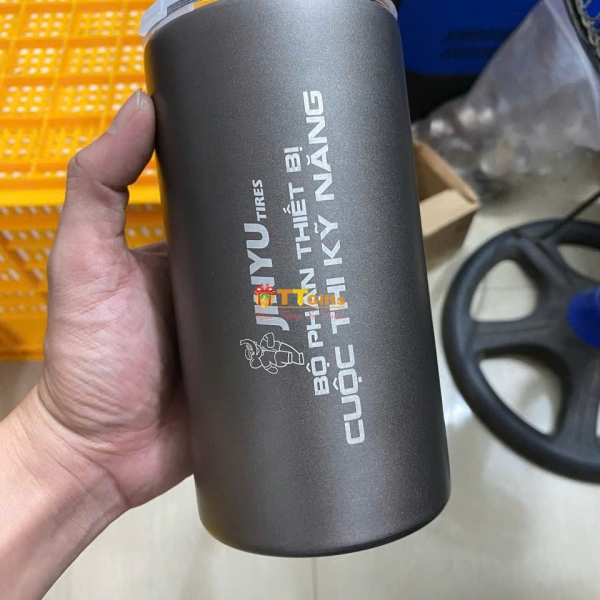 JINYU TIRES
BỘ PHẬN THIẾT BỊ
CUỘC THI KỸ NĂNG
TTGifts